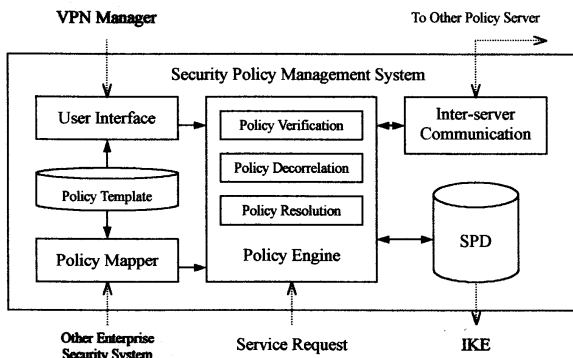 VPN Manager
To Other Policy Server
Security Policy Management System
User Interface
Policy Verification
Inter-server
Communication
Policy Decorrelation
Policy Template
Policy Resolution
SPD
Policy Mapper
Policy Engine
Other Enterprise
Security System
Service Request
IKE